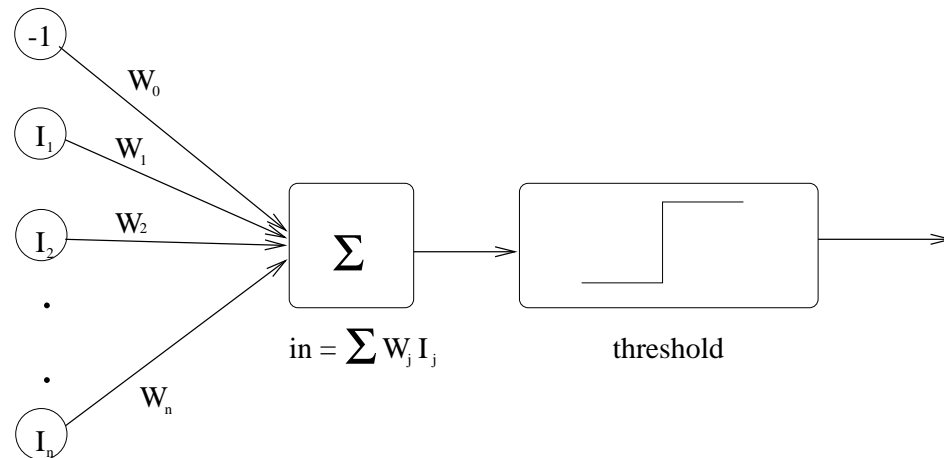 -1
W₀
I₁
W₁
I₂
W₂
Σ
in = Σ Wⱼ Iⱼ
threshold
.
.
Wₙ
Iₙ